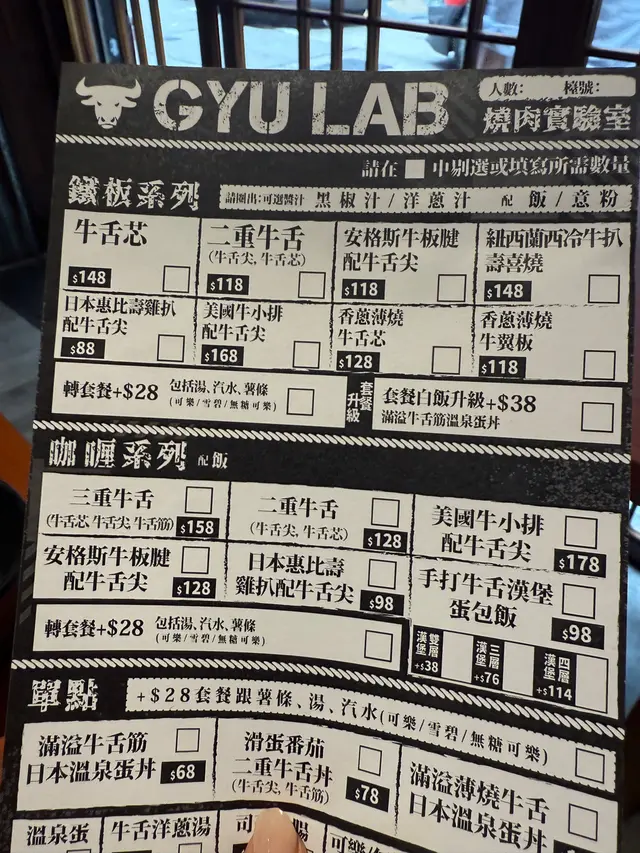 GYU LAB
人數： 檯號：
燒肉實驗室
請在 中剔選或填寫所需數量
鐵板系列
請圈出：可選醬汁 黑椒汁 / 洋蔥汁 配 飯 / 意粉
牛舌芯
$148
二重牛舌
(牛舌尖, 牛舌芯)
$118
安格斯牛板腱
配牛舌尖
$118
紐西蘭西冷牛扒
壽喜燒
$148
日本惠比壽雞扒
配牛舌尖
$88
美國牛小排
配牛舌尖
$168
香蔥薄燒
牛舌芯
$128
香蔥薄燒
牛翼板
$118
轉套餐+$28 包括湯、汽水、薯條
(可樂/雪碧/無糖可樂)
套餐升級
套餐白飯升級+$38
滿溢牛舌筋溫泉蛋丼
咖喱系列 配飯
三重牛舌
(牛舌芯, 牛舌尖, 牛舌筋) $158
二重牛舌
(牛舌尖, 牛舌芯) $128
美國牛小排
配牛舌尖 $178
安格斯牛板腱
配牛舌尖 $128
日本惠比壽
雞扒配牛舌尖 $98
手打牛舌漢堡
蛋包飯 $98
轉套餐+$28 包括湯、汽水、薯條
(可樂/雪碧/無糖可樂)
雙層漢堡 +$38
三層漢堡 +$76
四層漢堡 +$114
單點
+$28套餐跟薯條、湯、汽水(可樂/雪碧/無糖可樂)
滿溢牛舌筋
日本溫泉蛋丼 $68
滑蛋番茄
二重牛舌丼
(牛舌尖, 牛舌筋) $78
滿溢薄燒牛舌
日本溫泉蛋丼
溫泉蛋
牛舌洋蔥湯